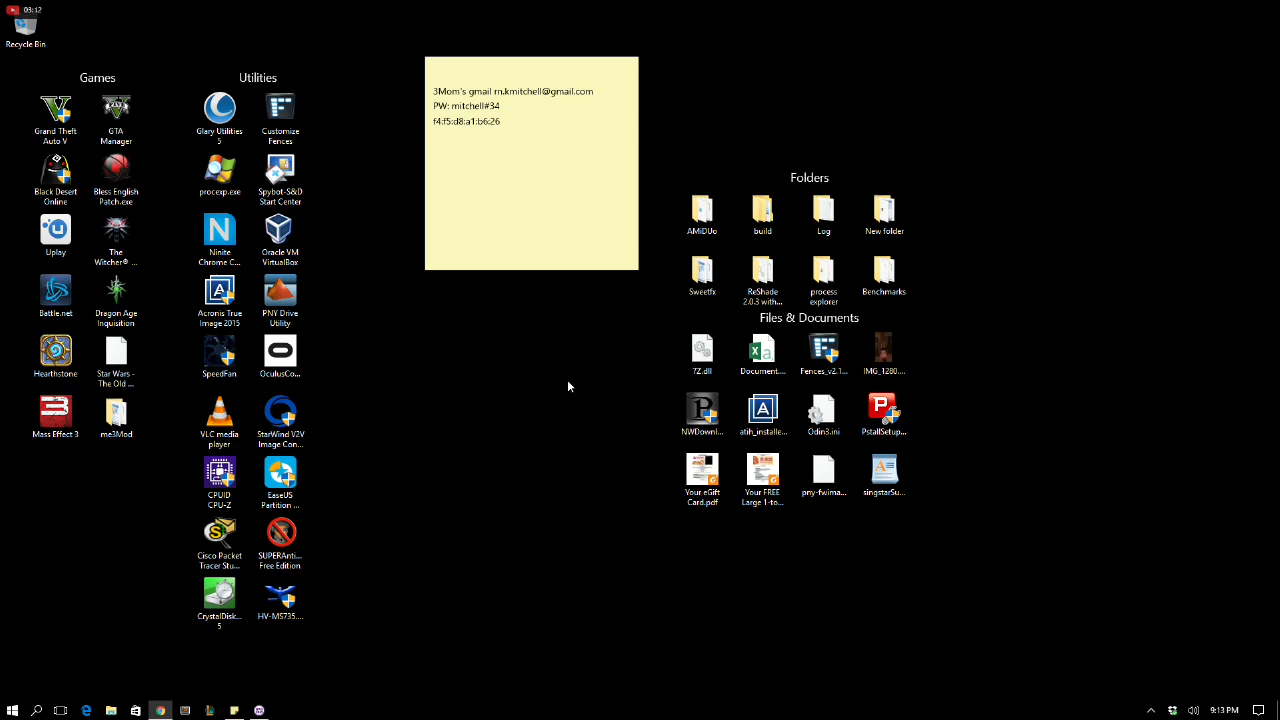 03:12
Recycle Bin
Games
Grand Theft Auto V
GTA Manager
Black Desert Online
Bless English Patch.exe
Uplay
The Witcher® ...
Battle.net
Dragon Age Inquisition
Hearthstone
Star Wars - The Old ...
Mass Effect 3
me3Mod
Utilities
Glary Utilities 5
Customize Fences
procexp.exe
Spybot-S&D Start Center
Ninite Chrome C...
Oracle VM VirtualBox
Acronis True Image 2015
PNY Drive Utility
SpeedFan
OculusCo...
VLC media player
StarWind V2V Image Con...
CPUID CPU-Z
EaseUS Partition ...
Cisco Packet Tracer Stu...
SUPERAnti... Free Edition
CrystalDisk... 5
HV-MS735....
3Mom's gmail rn.kmitchell@gmail.com
PW: mitchell#34
f4:f5:d8:a1:b6:26
Folders
AMiDUo
build
Log
New folder
Sweetfx
ReShade 2.0.3 with...
process explorer
Benchmarks
Files & Documents
7Z.dll
Document....
Fences_v2.1...
IMG_1280....
NWDownl...
atih_installe...
Odin3.ini
PstallSetup...
Your eGift Card.pdf
Your FREE Large 1-to...
pny-fwima...
singstarSu...
9:13 PM